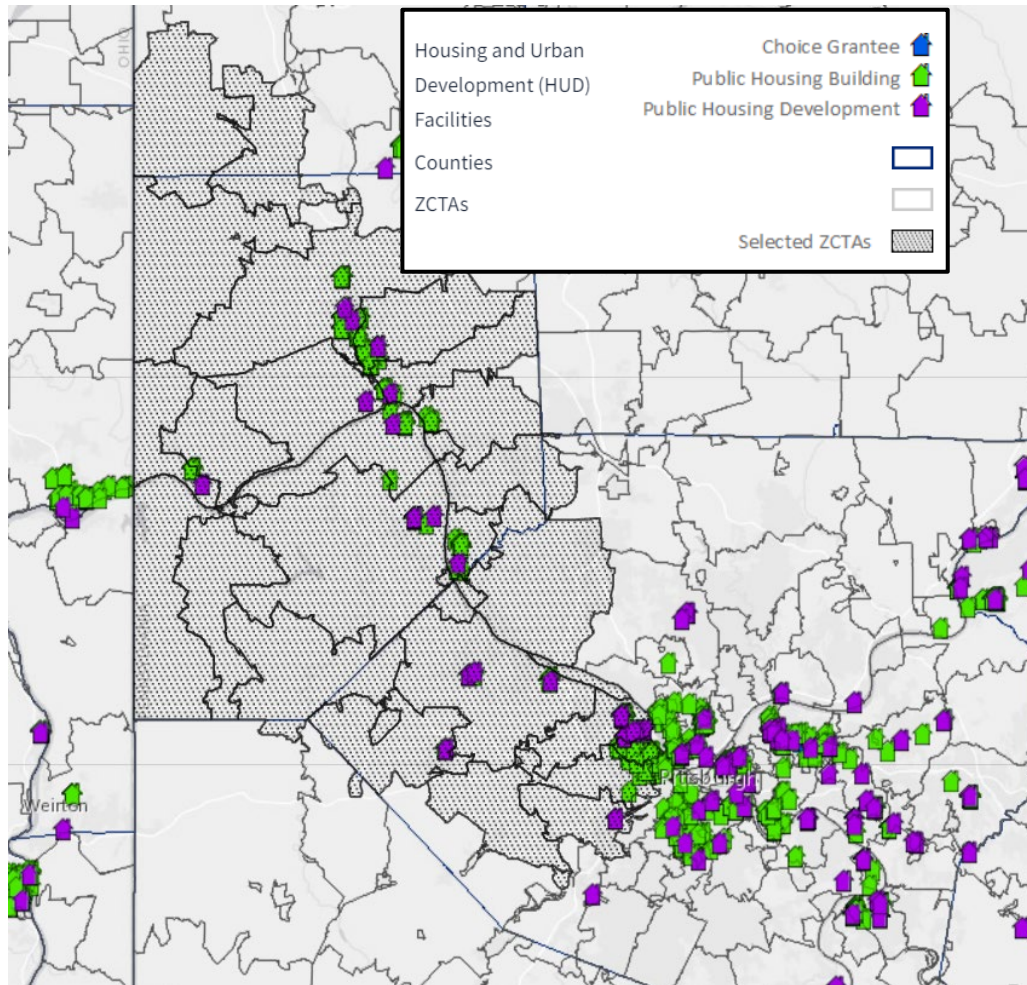 OHIO
Housing and Urban
Development (HUD)
Facilities
Choice Grantee
Public Housing Building
Public Housing Development
Counties
ZCTAs
Selected ZCTAs
Pittsburgh
Weirton